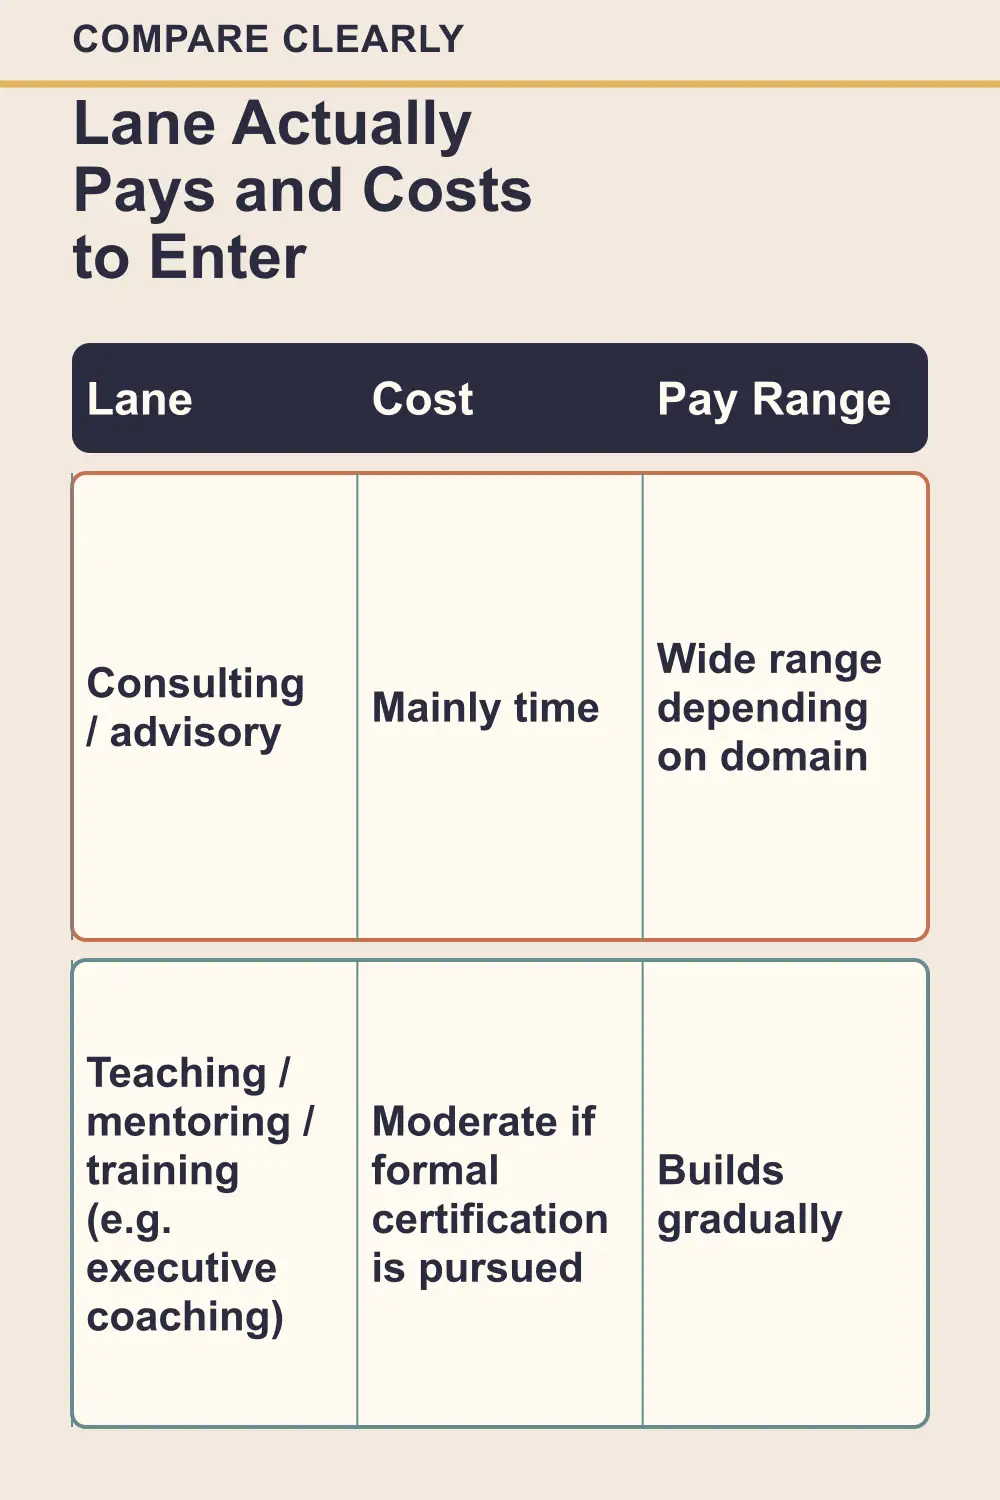 COMPARE CLEARLY
Lane Actually
Pays and Costs
to Enter
Lane
Cost
Pay Range
Consulting
/ advisory
Mainly time
Wide range
depending
on domain
Teaching /
mentoring /
training
(e.g.
executive
coaching)
Moderate if
formal
certification
is pursued
Builds
gradually